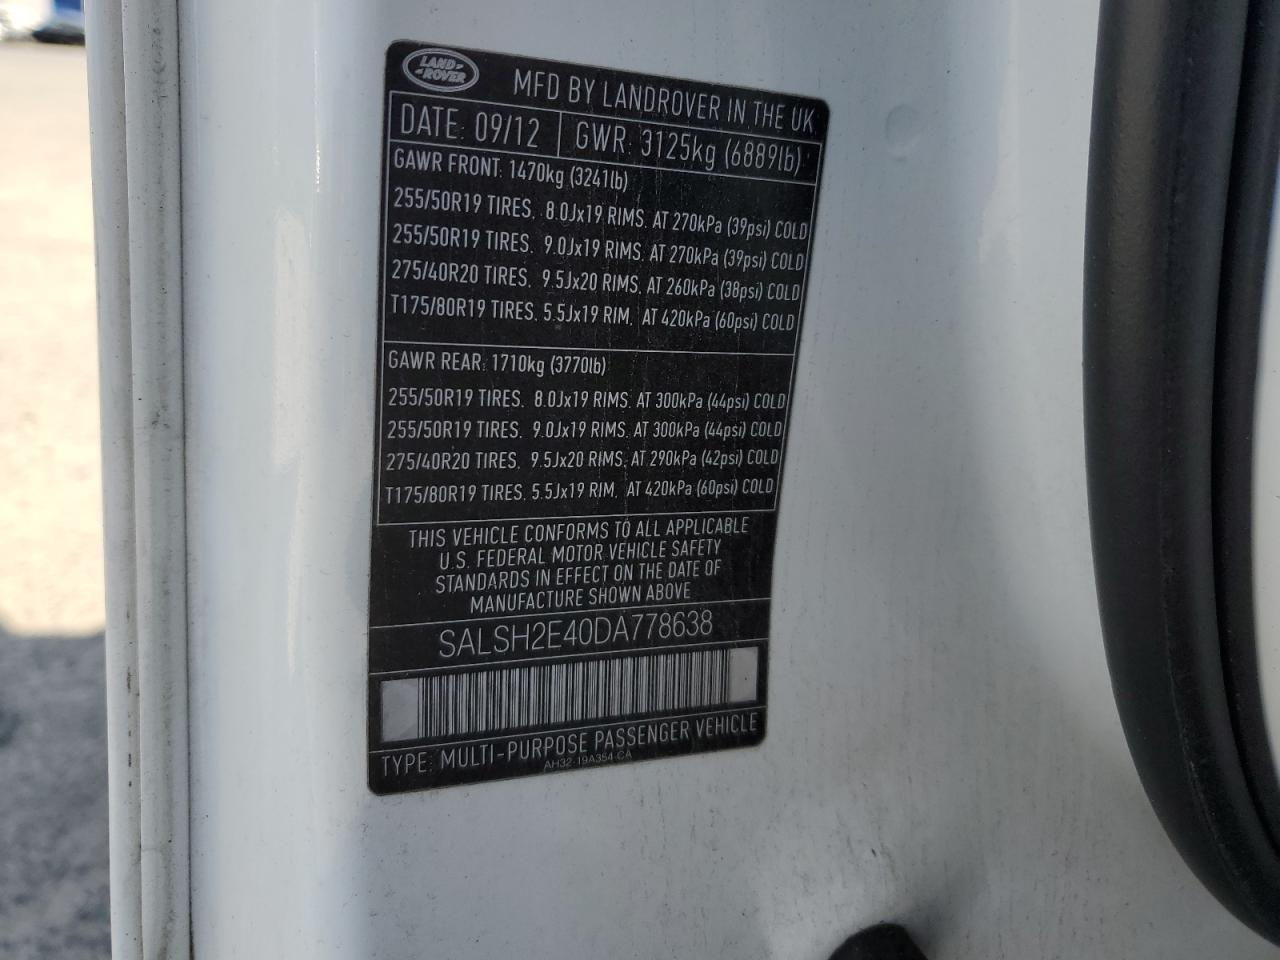 LAND
ROVER
MFD BY LANDROVER IN THE UK
DATE: 09/12 GWR: 3125kg (6889lb)
GAWR FRONT: 1470kg (3241lb)
255/50R19 TIRES, 8.0Jx19 RIMS, AT 270kPa (39psi) COLD
255/50R19 TIRES, 9.0Jx19 RIMS, AT 270kPa (39psi) COLD
275/40R20 TIRES, 9.5Jx20 RIMS, AT 260kPa (38psi) COLD
T175/80R19 TIRES, 5.5Jx19 RIM, AT 420kPa (60psi) COLD
GAWR REAR: 1710kg (3770lb)
255/50R19 TIRES, 8.0Jx19 RIMS, AT 300kPa (44psi) COLD
255/50R19 TIRES, 9.0Jx19 RIMS, AT 300kPa (44psi) COLD
275/40R20 TIRES, 9.5Jx20 RIMS, AT 290kPa (42psi) COLD
T175/80R19 TIRES, 5.5Jx19 RIM, AT 420kPa (60psi) COLD
THIS VEHICLE CONFORMS TO ALL APPLICABLE
U.S. FEDERAL MOTOR VEHICLE SAFETY
STANDARDS IN EFFECT ON THE DATE OF
MANUFACTURE SHOWN ABOVE
SALSH2E40DA778638
TYPE: MULTI-PURPOSE PASSENGER VEHICLE
AH32-19A354-CA